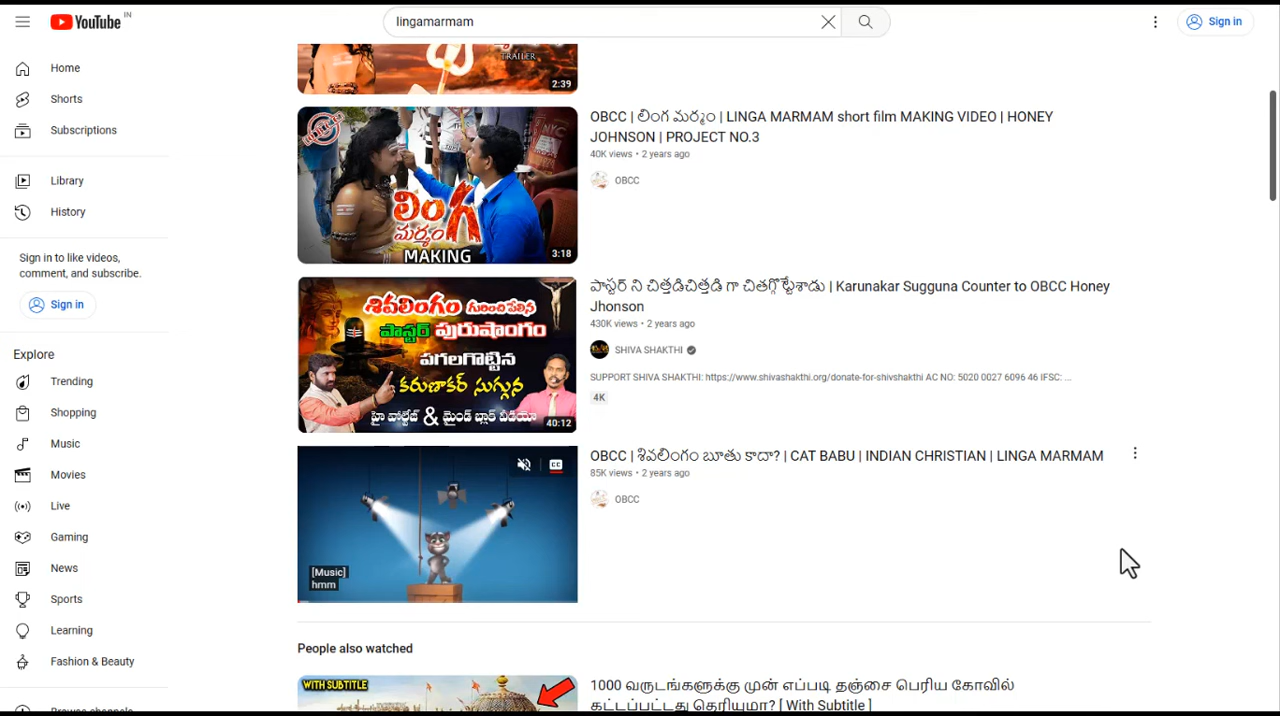 YouTube IN
lingamarmam
Sign in
Home
Shorts
Subscriptions
Library
History
Sign in to like videos,
comment, and subscribe.
Sign in
Explore
Trending
Shopping
Music
Movies
Live
Gaming
News
Sports
Learning
Fashion & Beauty
TRAILER
2:39
లింగ
మర్మం
MAKING
3:18
OBCC | లింగ మర్మం | LINGA MARMAM short film MAKING VIDEO | HONEY
JOHNSON | PROJECT NO.3
40K views • 2 years ago
OBCC
శివలింగం గురించి పేలిన
పాస్టర్ పురుషాంగం
పగలగొట్టిన
కరుణాకర్ సుగ్గున
హై వోల్టేజ్ & మైండ్ బ్లాక్ వీడియో
40:12
పాస్టర్ ని చిత్తడిచిత్తడి గా చితగ్గొట్టేశాడు | Karunakar Sugguna Counter to OBCC Honey
Jhonson
430K views • 2 years ago
SHIVA SHAKTHI
SUPPORT SHIVA SHAKTHI: https://www.shivashakthi.org/donate-for-shivshakthi AC NO: 5020 0027 6096 46 IFSC: ...
4K
CC
[Music]
hmm
OBCC | శివలింగం బూతు కాదా? | CAT BABU | INDIAN CHRISTIAN | LINGA MARMAM
85K views • 2 years ago
OBCC
People also watched
WITH SUBTITLE
1000 வருடங்களுக்கு முன் எப்படி தஞ்சை பெரிய கோவில்
கட்டப்பட்டது தெரியுமா? [ With Subtitle ]